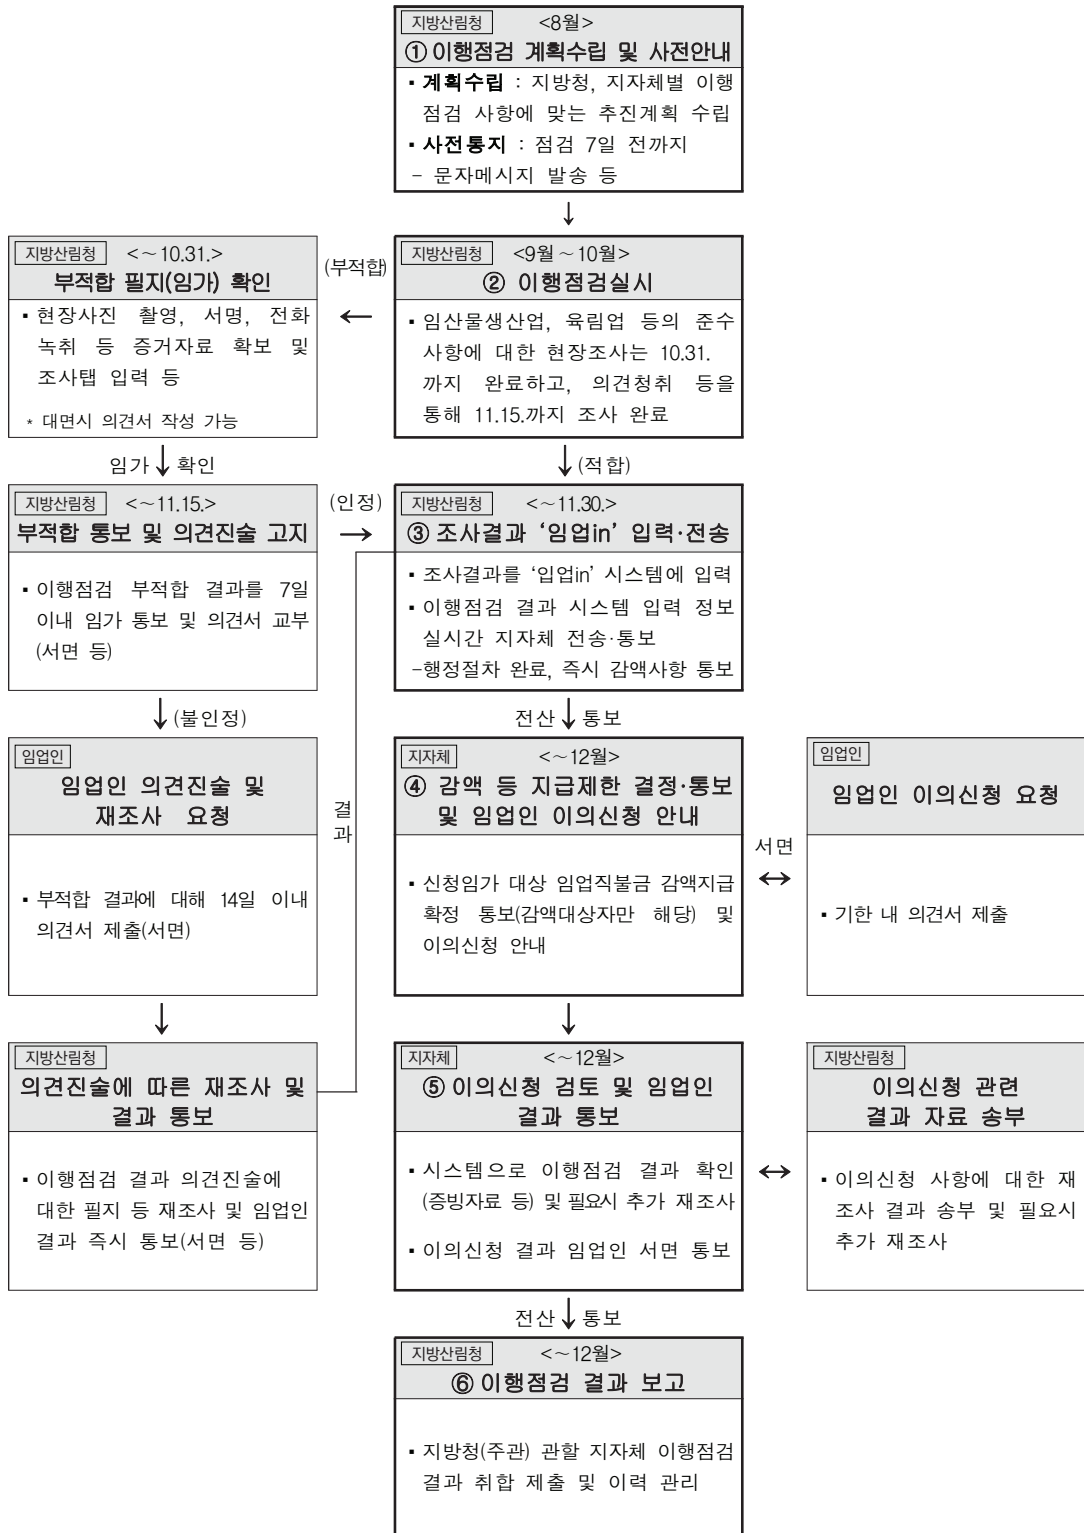 지방산림청 <8월>
① 이행점검 계획수립 및 사전안내
▪ 계획수립 : 지방청, 지자체별 이행
점검 사항에 맞는 추진계획 수립
▪ 사전통지 : 점검 7일 전까지
- 문자메시지 발송 등
↓
지방산림청 <~10.31.>
부적합 필지(임가) 확인
▪ 현장사진 촬영, 서명, 전화
녹취 등 증거자료 확보 및
조사탭 입력 등
* 대면시 의견서 작성 가능
(부적합)
←
지방산림청 <9월~10월>
② 이행점검실시
▪ 임산물생산업, 육림업 등의 준수
사항에 대한 현장조사는 10.31.
까지 완료하고, 의견청취 등을
통해 11.15.까지 조사 완료
임가 ↓ 확인
↓ (적합)
지방산림청 <~11.15.>
부적합 통보 및 의견진술 고지
▪ 이행점검 부적합 결과를 7일
이내 임가 통보 및 의견서 교부
(서면 등)
(인정)
→
지방산림청 <~11.30.>
③ 조사결과 ‘임업in’ 입력·전송
▪ 조사결과를 ‘입업in’ 시스템에 입력
▪ 이행점검 결과 시스템 입력 정보
실시간 지자체 전송·통보
-행정절차 완료, 즉시 감액사항 통보
↓ (불인정)
전산 ↓ 통보
임업인
임업인 의견진술 및
재조사 요청
▪ 부적합 결과에 대해 14일 이내
의견서 제출(서면)
결
과
지자체 <~12월>
④ 감액 등 지급제한 결정·통보
및 임업인 이의신청 안내
▪ 신청임가 대상 임업직불금 감액지급
확정 통보(감액대상자만 해당) 및
이의신청 안내
서면
↔
임업인
임업인 이의신청 요청
▪ 기한 내 의견서 제출
↓
↓
지방산림청
의견진술에 따른 재조사 및
결과 통보
▪ 이행점검 결과 의견진술에
대한 필지 등 재조사 및 임업인
결과 즉시 통보(서면 등)
지자체 <~12월>
⑤ 이의신청 검토 및 임업인
결과 통보
▪ 시스템으로 이행점검 결과 확인
(증빙자료 등) 및 필요시 추가 재조사
▪ 이의신청 결과 임업인 서면 통보
↔
지방산림청
이의신청 관련
결과 자료 송부
▪ 이의신청 사항에 대한 재
조사 결과 송부 및 필요시
추가 재조사
전산 ↓ 통보
지방산림청 <~12월>
⑥ 이행점검 결과 보고
▪ 지방청(주관) 관할 지자체 이행점검
결과 취합 제출 및 이력 관리